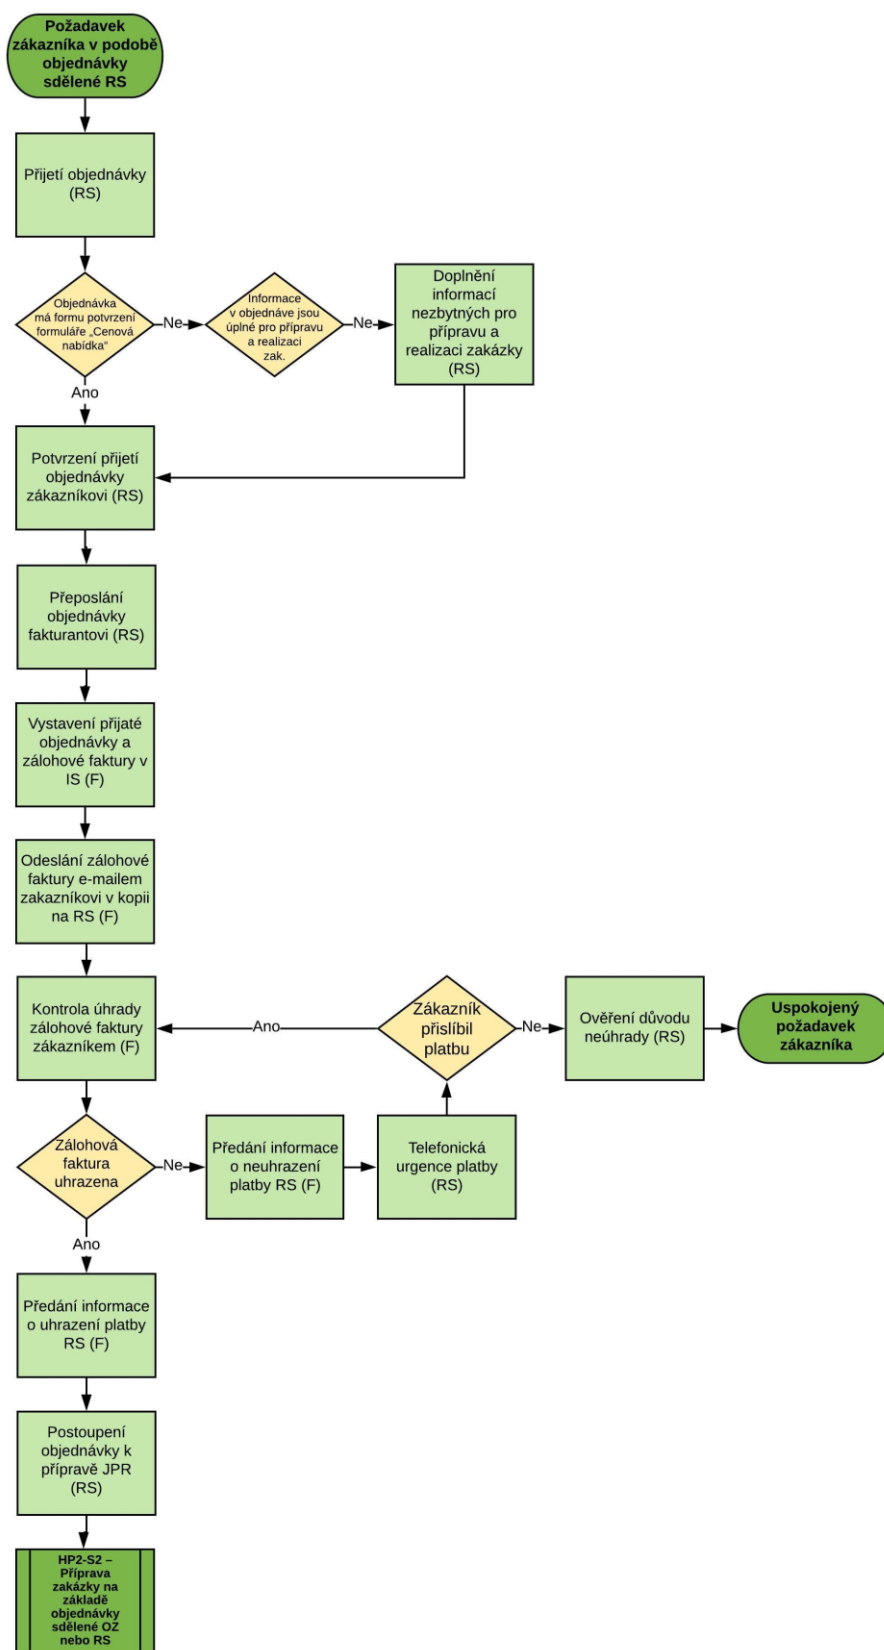 Požadavek
zákazníka v podobě
objednávky
sdělené RS
Přijetí objednávky
(RS)
Objednávka
má formu potvrzení
formuláře „Cenová
nabídka“
Ne
Informace
v objednáve jsou
úplné pro přípravu
a realizaci
zak.
Ne
Doplnění
informací
nezbytných pro
přípravu a
realizaci zakázky
(RS)
Ano
Potvrzení přijetí
objednávky
zákazníkovi (RS)
Přeposlání
objednávky
fakturantovi (RS)
Vystavení přijaté
objednávky a
zálohové faktury v
IS (F)
Odeslání zálohové
faktury e-mailem
zakazníkovi v kopii
na RS (F)
Kontrola úhrady
zálohové faktury
zákazníkem (F)
Ano
Zákazník
přislíbil
platbu
Ne
Ověření důvodu
neúhrady (RS)
Uspokojený
požadavek
zákazníka
Zálohová
faktura
uhrazena
Ne
Předání informace
o neuhrazení
platby RS (F)
Telefonická
urgence platby
(RS)
Ano
Předání informace
o uhrazení platby
RS (F)
Postoupení
objednávky k
přípravě JPR
(RS)
HP2-S2 –
Příprava
zakázky na
základě
objednávky
sdělené OZ
nebo RS